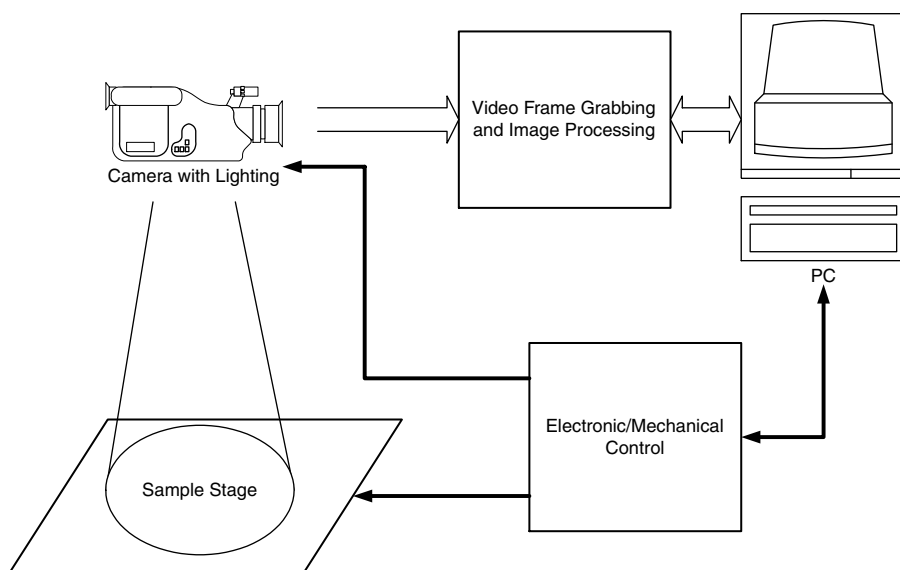 Video Frame Grabbing
and Image Processing
Camera with Lighting
PC
Electronic/Mechanical
Control
Sample Stage